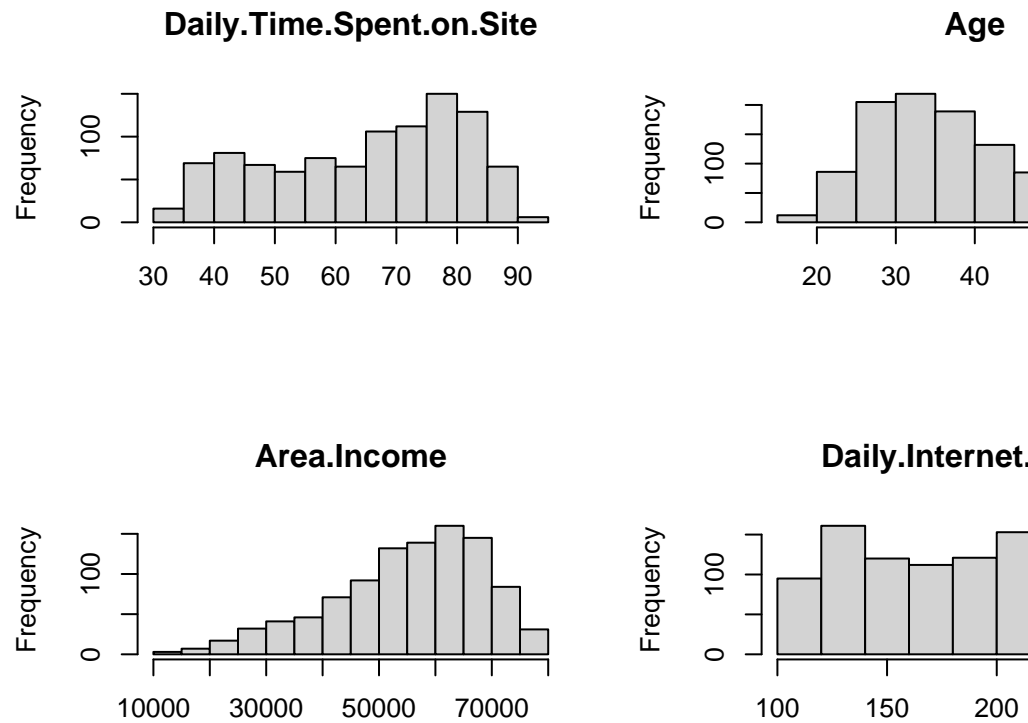 Daily.Time.Spent.on.Site
Frequency
0 100
30 40 50 60 70 80 90
Age
Frequency
0 100
20 30 40
Area.Income
Frequency
0 100
10000 30000 50000 70000
Daily.Internet.
Frequency
0 100
100 150 200